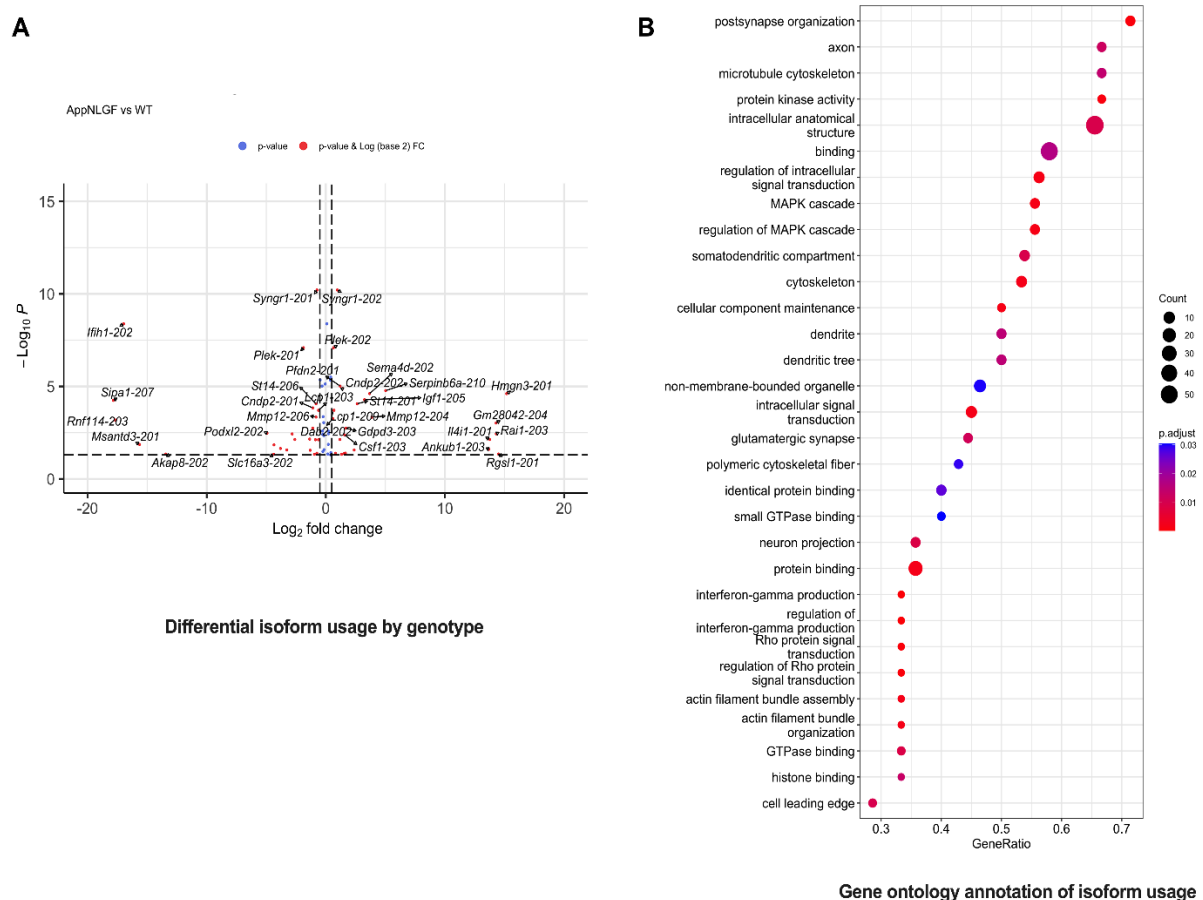 A
AppNLGF vs WT
p-value
p-value & Log (base 2) FC
15
10
5
0
−Log10 P
Syngr1-201
Syngr1-202
Ifih1-202
Plek-202
Plek-201
Pfdn2-201
Sema4d-202
St14-206
Cndp2-202
Serpinb6a-210
Hmgn3-201
Sipa1-207
Cndp2-201
Lcp1-203
St14-201
Igf1-205
Rnf114-203
Mmp12-206
Lcp1-209
Mmp12-204
Gm28042-204
Msantd3-201
Podxl2-202
Dab2-202
Gdpd3-203
Il4i1-201
Rai1-203
Csf1-203
Ankub1-203
Akap8-202
Slc16a3-202
Rgsl1-201
-20
-10
0
10
20
Log2 fold change
Differential isoform usage by genotype
B
postsynapse organization
axon
microtubule cytoskeleton
protein kinase activity
intracellular anatomical
structure
binding
regulation of intracellular
signal transduction
MAPK cascade
regulation of MAPK cascade
somatodendritic compartment
cytoskeleton
cellular component maintenance
dendrite
dendritic tree
non-membrane-bounded organelle
intracellular signal
transduction
glutamatergic synapse
polymeric cytoskeletal fiber
identical protein binding
small GTPase binding
neuron projection
protein binding
interferon-gamma production
regulation of
interferon-gamma production
Rho protein signal
transduction
regulation of Rho protein
signal transduction
actin filament bundle assembly
actin filament bundle
organization
GTPase binding
histone binding
cell leading edge
0.3
0.4
0.5
0.6
0.7
GeneRatio
Count
10
20
30
40
50
p.adjust
0.03
0.02
0.01
Gene ontology annotation of isoform usage